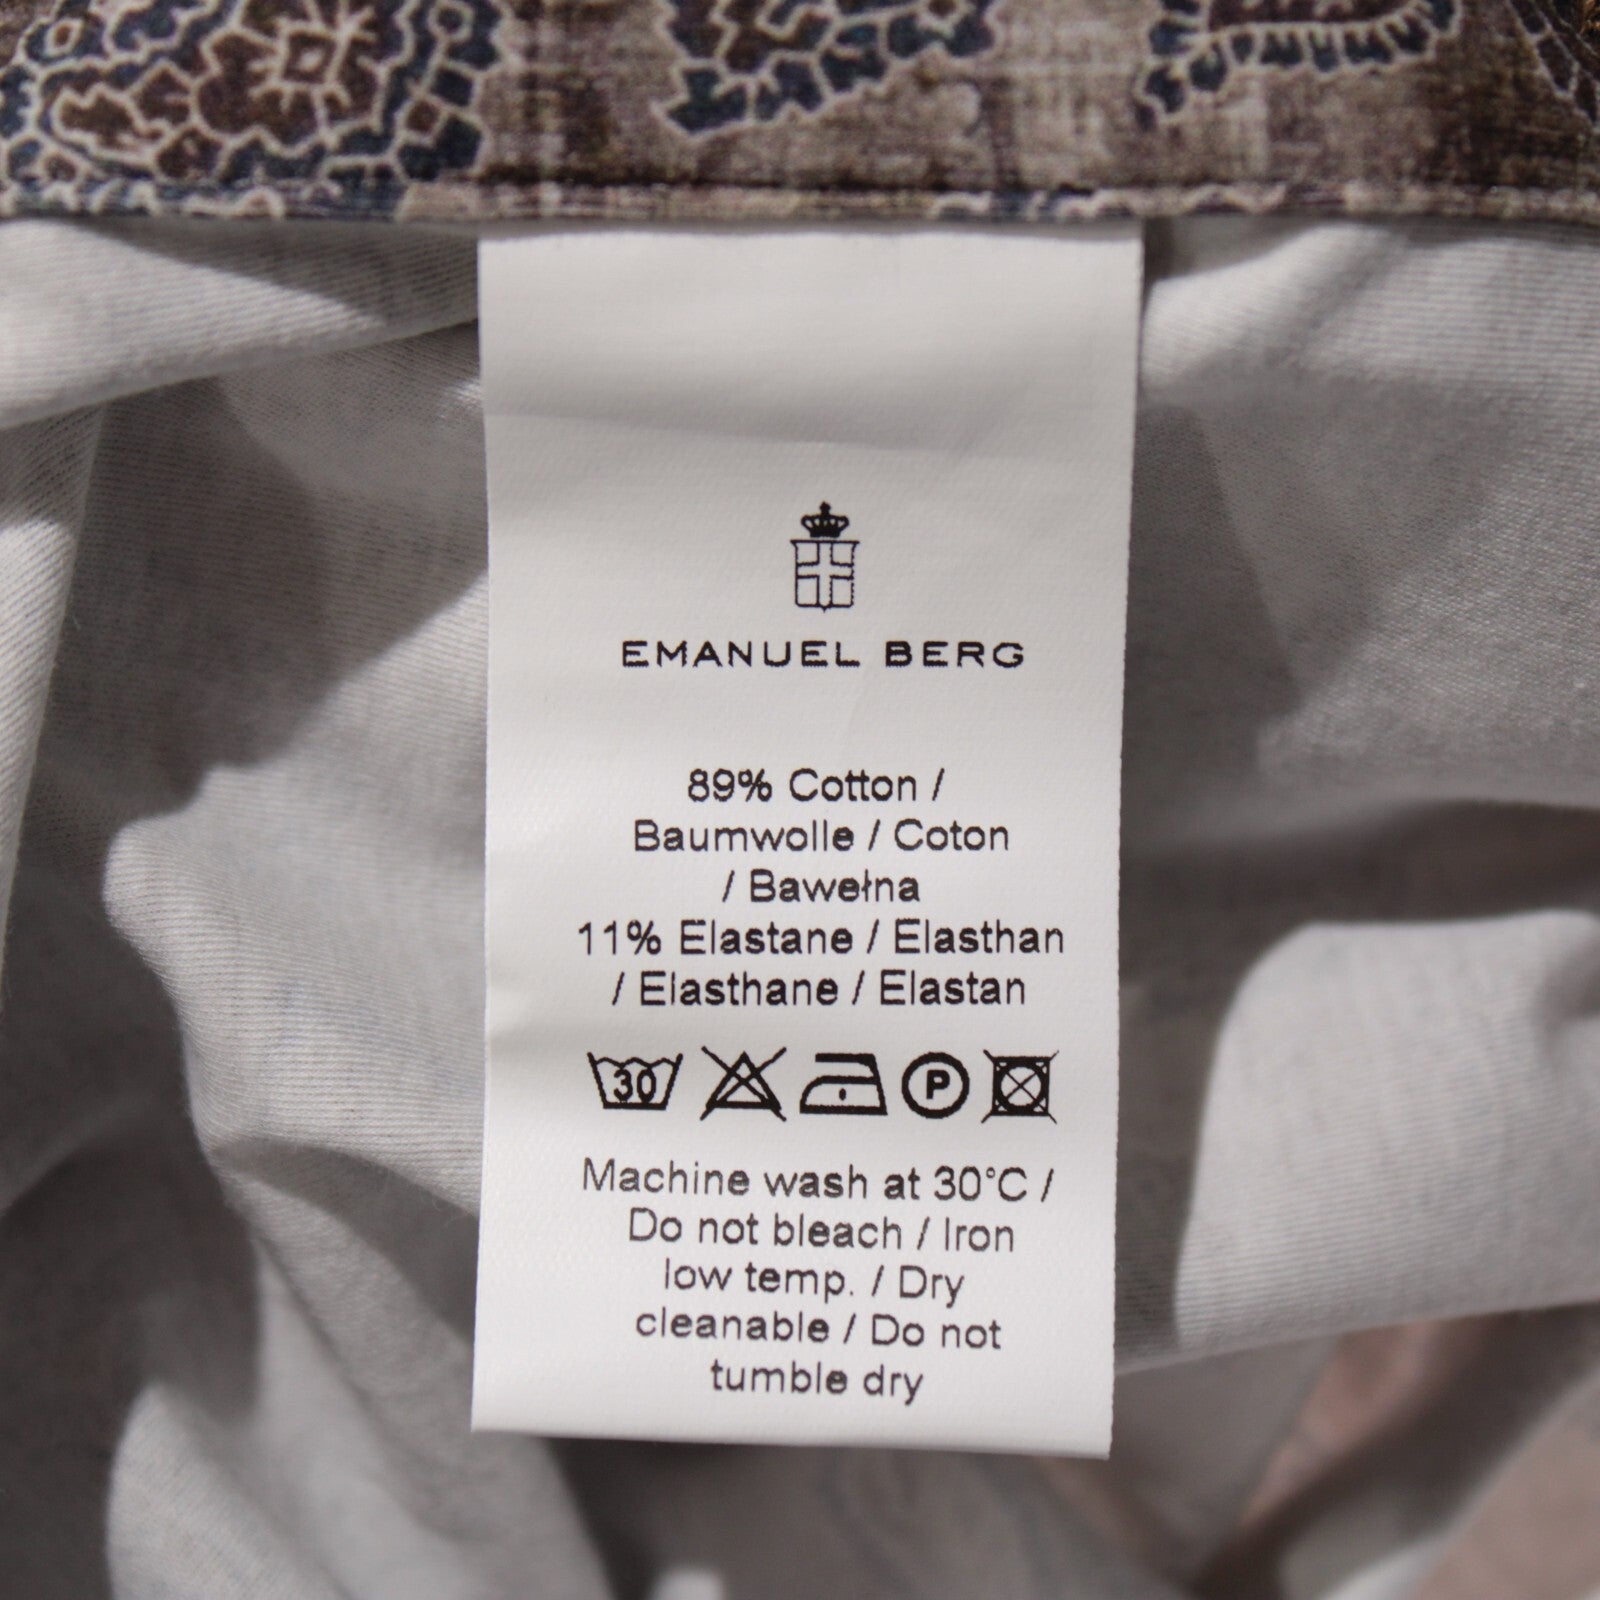 EMANUEL BERG
89% Cotton /
Baumwolle / Coton
/ Bawełna
11% Elastane / Elasthan
/ Elasthane / Elastan
30 P
Machine wash at 30°C /
Do not bleach / Iron
low temp. / Dry
cleanable / Do not
tumble dry